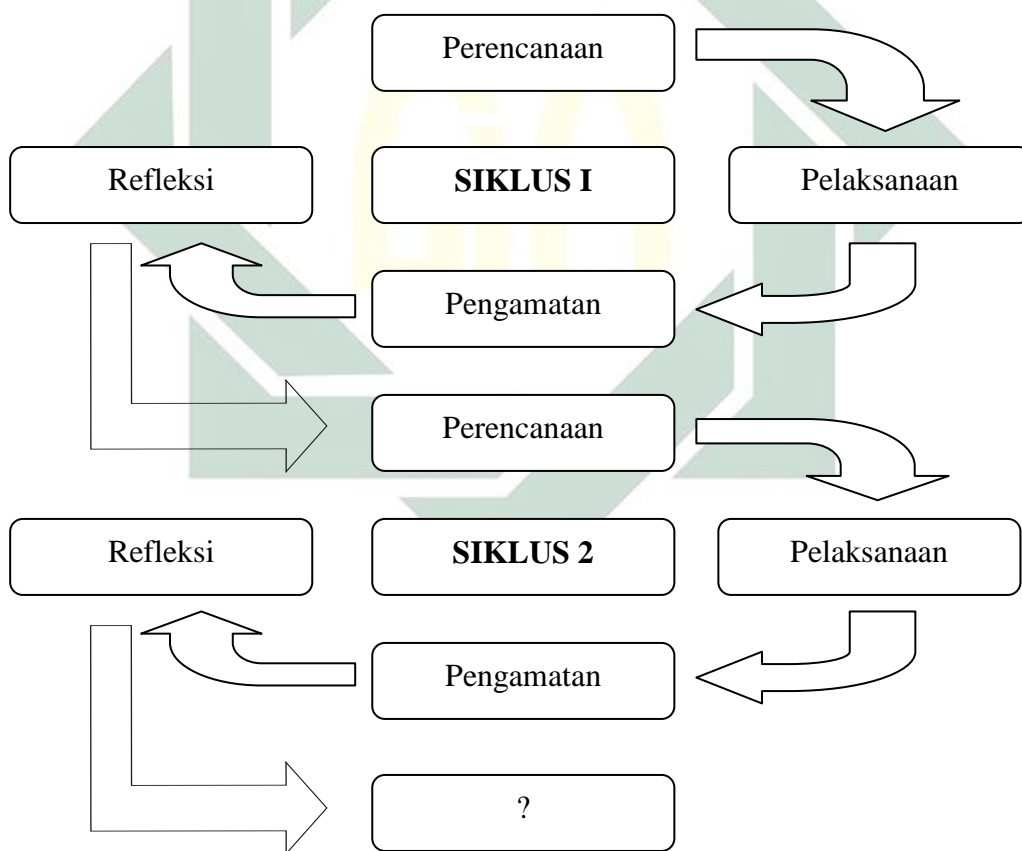 Perencanaan
Refleksi
SIKLUS I
Pelaksanaan
Pengamatan
Perencanaan
Refleksi
SIKLUS 2
Pelaksanaan
Pengamatan
?